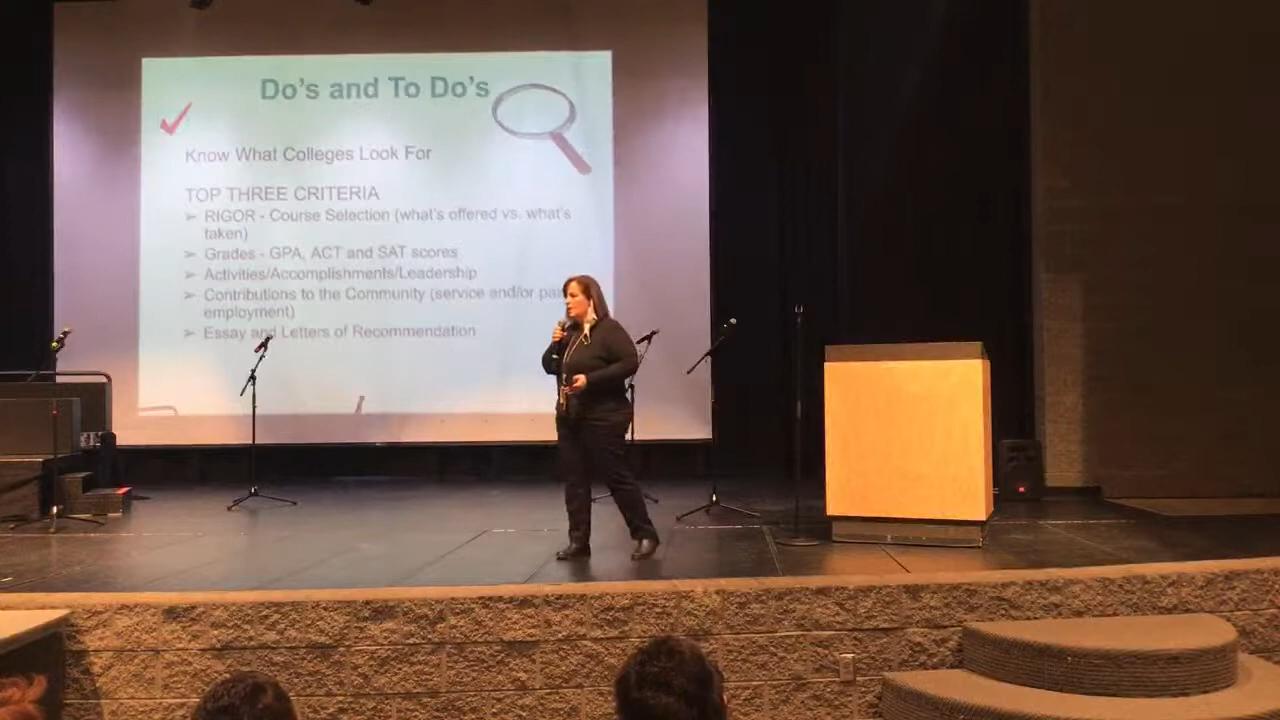 Do's and To Do's
Know What Colleges Look For
TOP THREE CRITERIA
➢ RIGOR - Course Selection (what's offered vs. what's
taken)
➢ Grades - GPA, ACT and SAT scores
➢ Activities/Accomplishments/Leadership
➢ Contributions to the Community (service and/or
employment)
➢ Essay and Letters of Recommendation